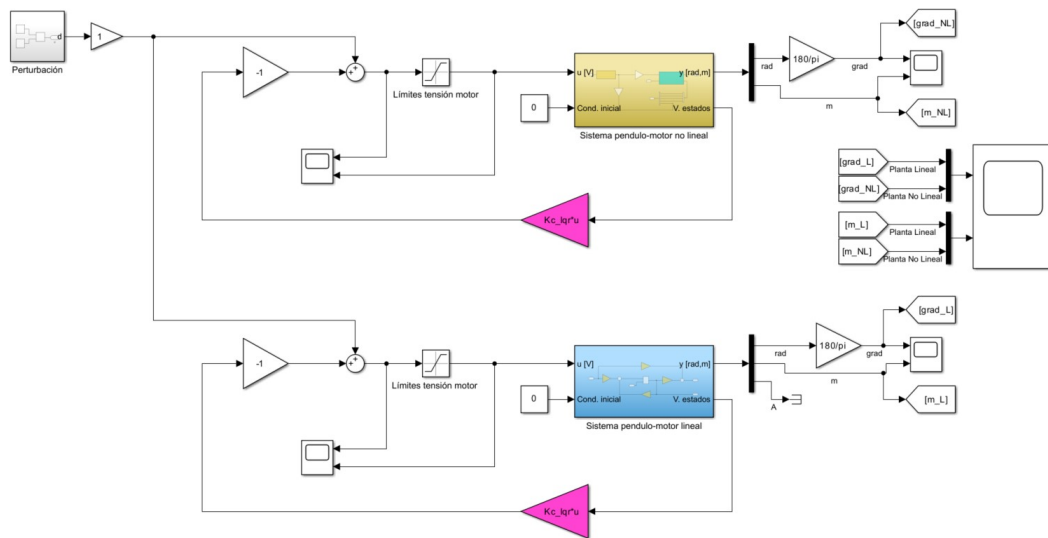 d
Perturbación
1
-1
+
+
Límites tensión motor
0
u [V]
Cond. inicial
y [rad,m]
V. estados
Sistema pendulo-motor no lineal
rad
180/pi
grad
m
[grad_NL]
[m_NL]
Kc_lqr*u
[grad_L]
Planta Lineal
[grad_NL]
Planta No Lineal
[m_L]
Planta Lineal
[m_NL]
Planta No Lineal
-1
+
+
Límites tensión motor
0
u [V]
Cond. inicial
y [rad,m]
V. estados
Sistema pendulo-motor lineal
rad
180/pi
grad
m
A
[grad_L]
[m_L]
Kc_lqr*u